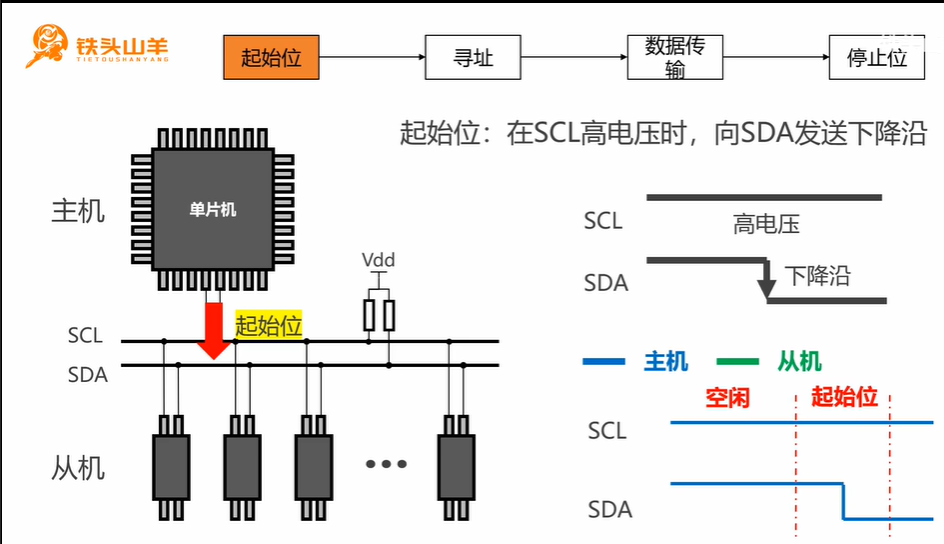 铁头山羊
TIETOUSHANYANG
起始位
寻址
数据传
输
停止位
起始位：在SCL高电压时，向SDA发送下降沿
主机
单片机
Vdd
起始位
SCL
SDA
从机
SCL
高电压
SDA
下降沿
主机
从机
空闲
起始位
SCL
SDA